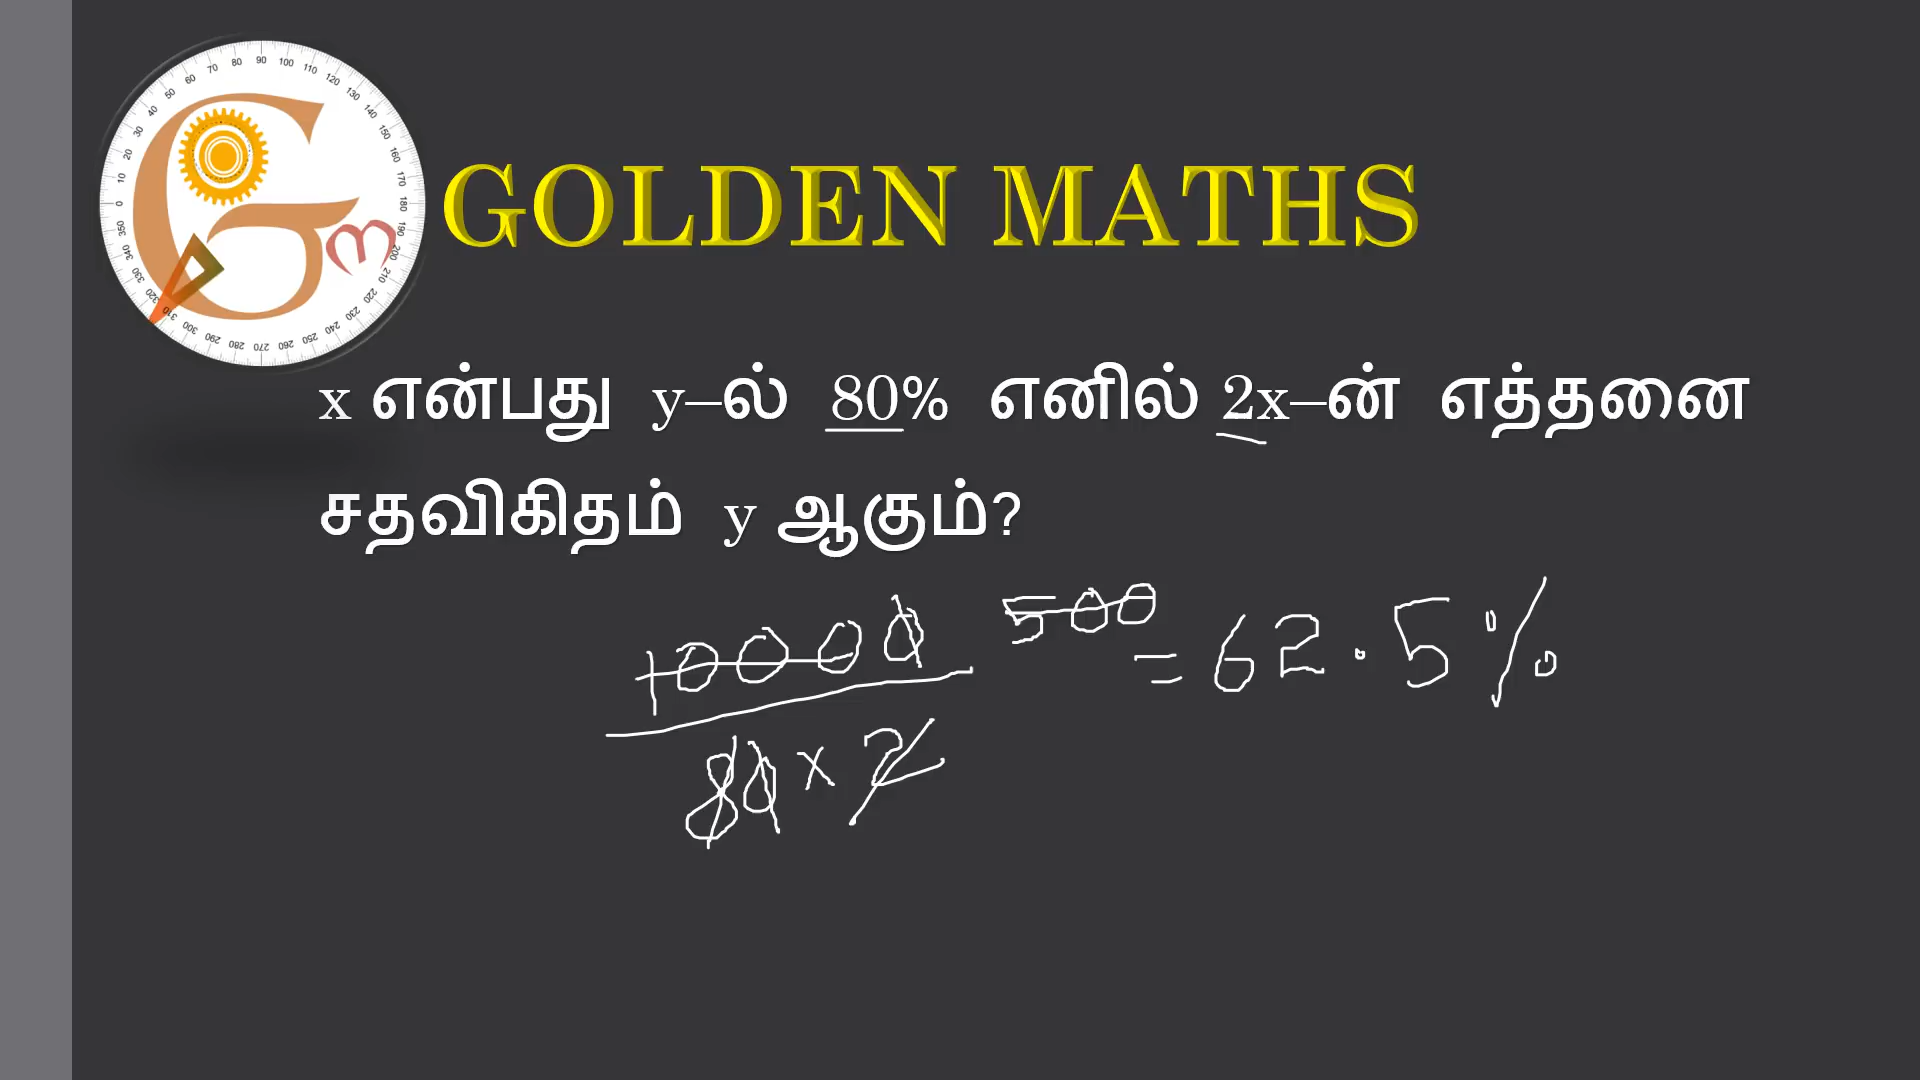 GOLDEN MATHS
x என்பது y–ல் 80% எனில் 2x–ன் எத்தனை
சதவிகிதம் y ஆகும்?
10000 500 = 62.5%
80 x 2